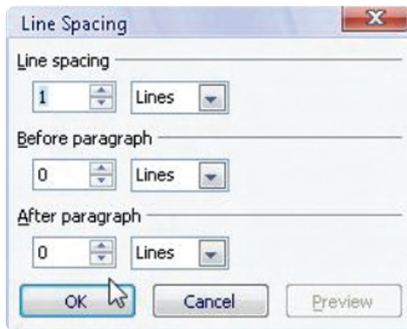 Line Spacing
Line spacing
1 Lines
Before paragraph
0 Lines
After paragraph
0 Lines
OK Cancel Preview